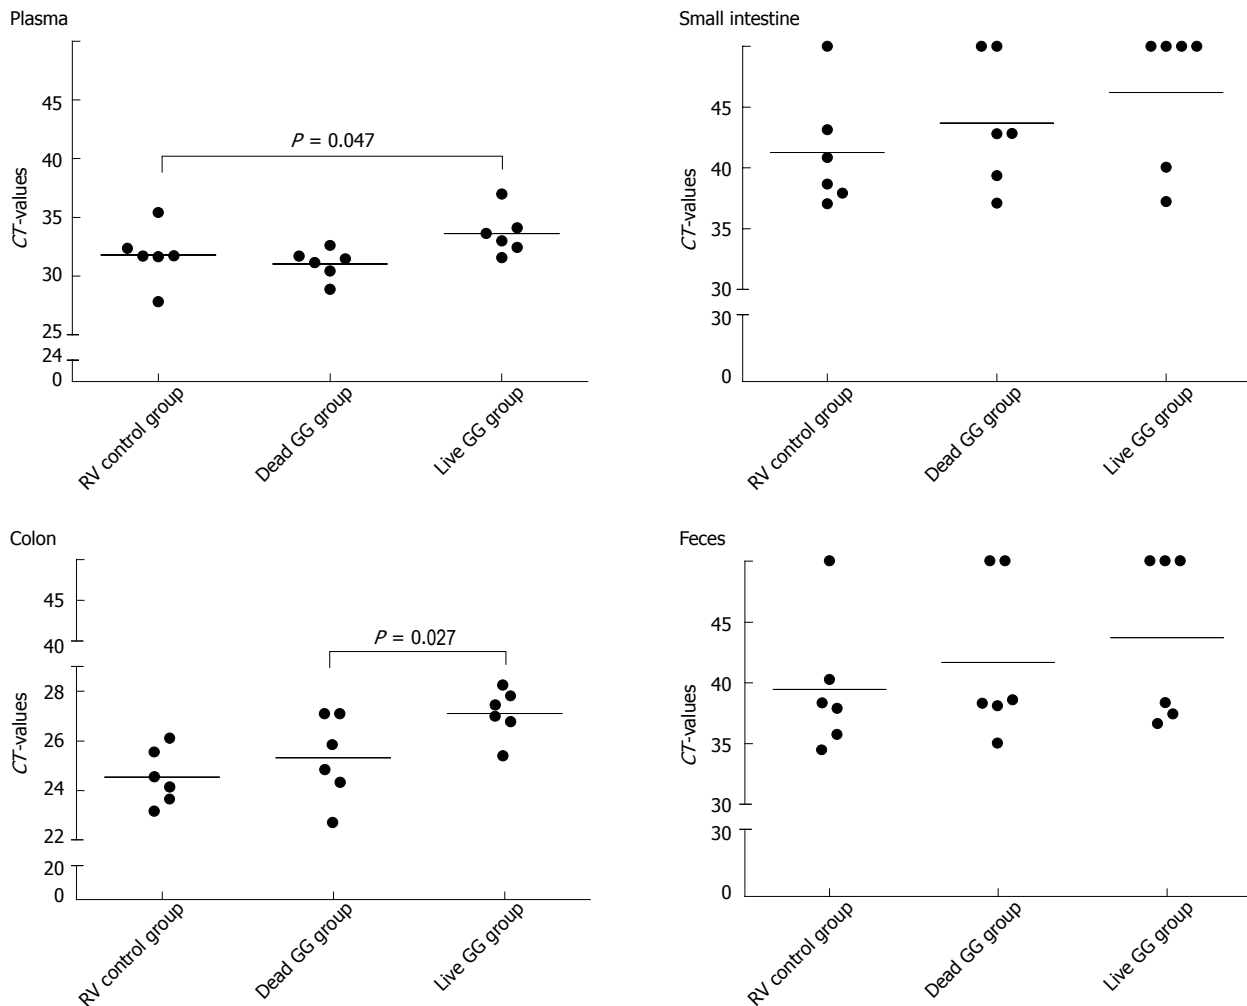 Plasma
45
40
35
30
25
24
0
CT-values
P = 0.047
RV control group
Dead GG group
Live GG group
Small intestine
45
40
35
30
30
0
CT-values
RV control group
Dead GG group
Live GG group
Colon
45
40
28
26
24
22
20
0
CT-values
P = 0.027
RV control group
Dead GG group
Live GG group
Feces
45
40
35
30
30
0
CT-values
RV control group
Dead GG group
Live GG group